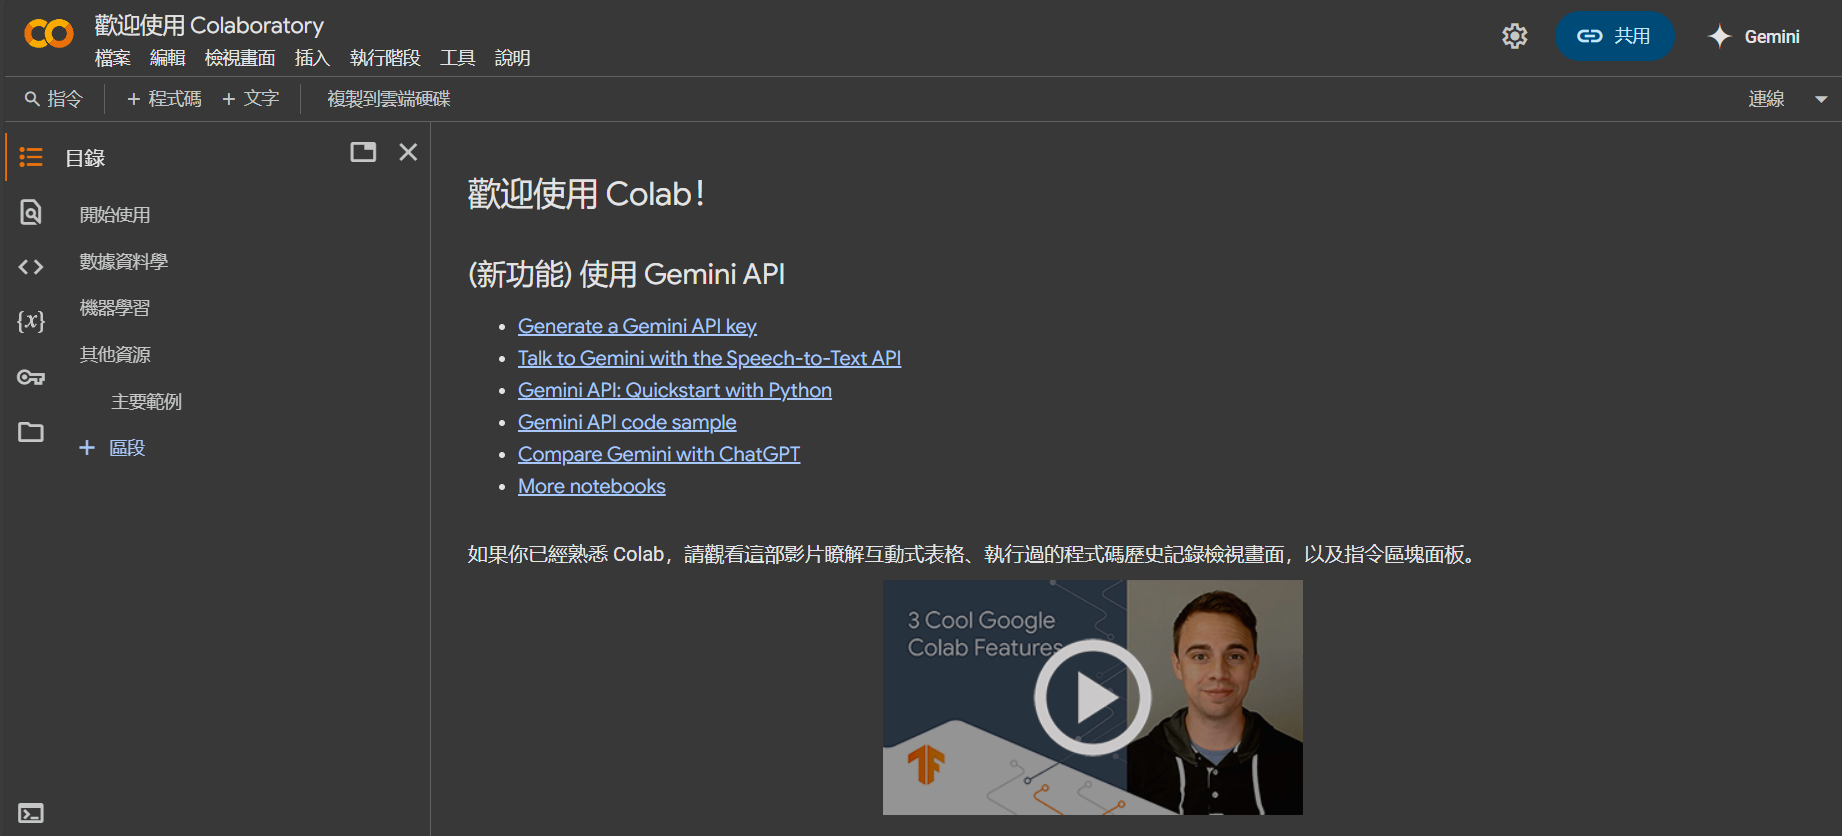 歡迎使用 Colaboratory
檔案 編輯 檢視畫面 插入 執行階段 工具 說明
共用
Gemini
指令
+ 程式碼 + 文字
複製到雲端硬碟
連線
目錄
開始使用
數據資料學
機器學習
其他資源
主要範例
+ 區段
{x}
歡迎使用 Colab！
(新功能) 使用 Gemini API
• Generate a Gemini API key
• Talk to Gemini with the Speech-to-Text API
• Gemini API: Quickstart with Python
• Gemini API code sample
• Compare Gemini with ChatGPT
• More notebooks
如果你已經熟悉 Colab，請觀看這部影片瞭解互動式表格、執行過的程式碼歷史記錄檢視畫面，以及指令區塊面板。
3 Cool Google
Colab Features